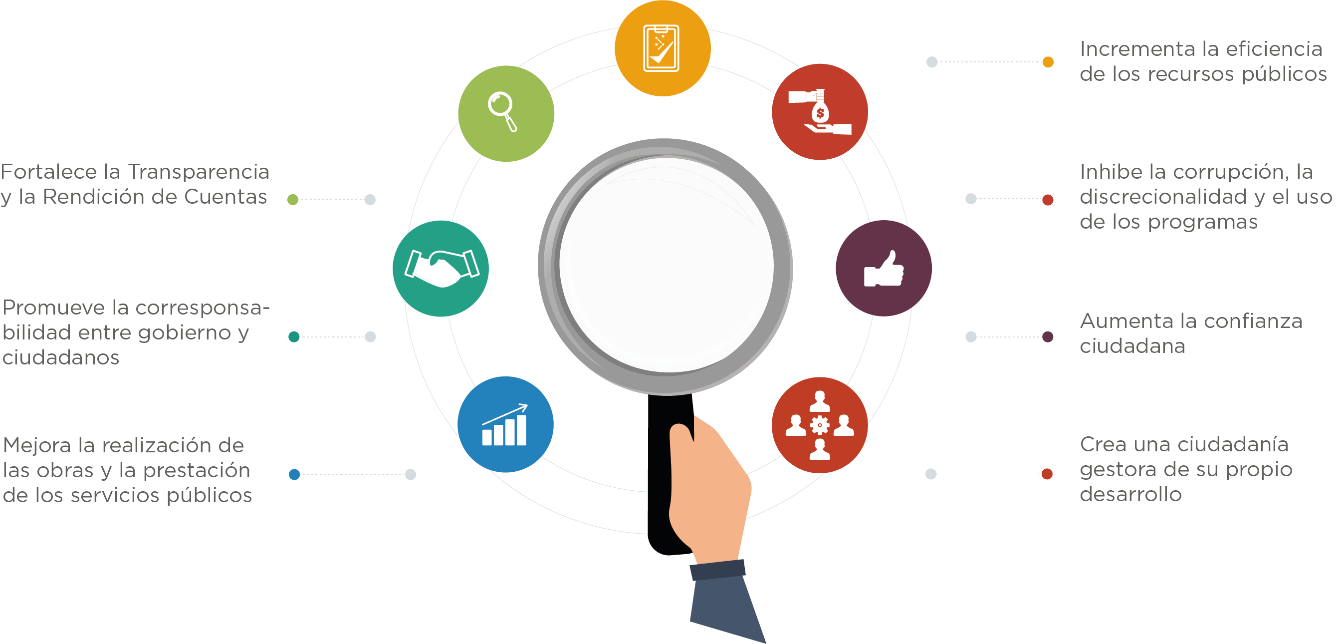 Fortalece la Transparencia
y la Rendición de Cuentas
Promueve la corresponsa-
bilidad entre gobierno y
ciudadanos
Mejora la realización de
las obras y la prestación
de los servicios públicos
$
Incrementa la eficiencia
de los recursos públicos
Inhibe la corrupción, la
discrecionalidad y el uso
de los programas
Aumenta la confianza
ciudadana
Crea una ciudadanía
gestora de su propio
desarrollo